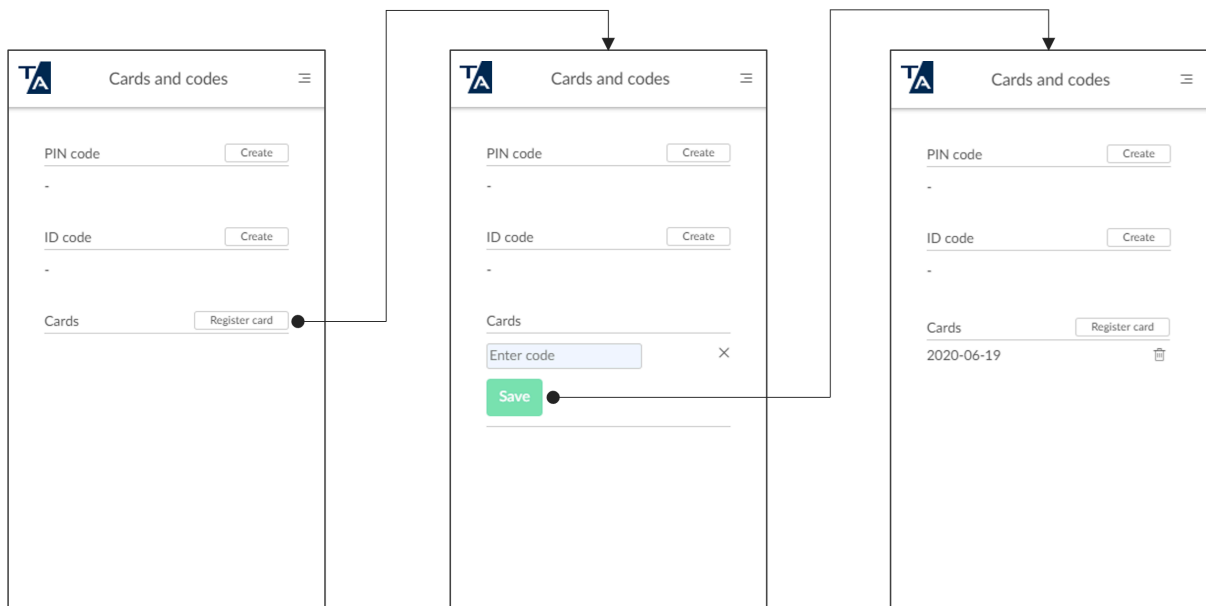 TA
Cards and codes
PIN code
Create
-
ID code
Create
-
Cards
Register card
TA
Cards and codes
PIN code
Create
-
ID code
Create
-
Cards
Enter code
Save
TA
Cards and codes
PIN code
Create
-
ID code
Create
-
Cards
Register card
2020-06-19